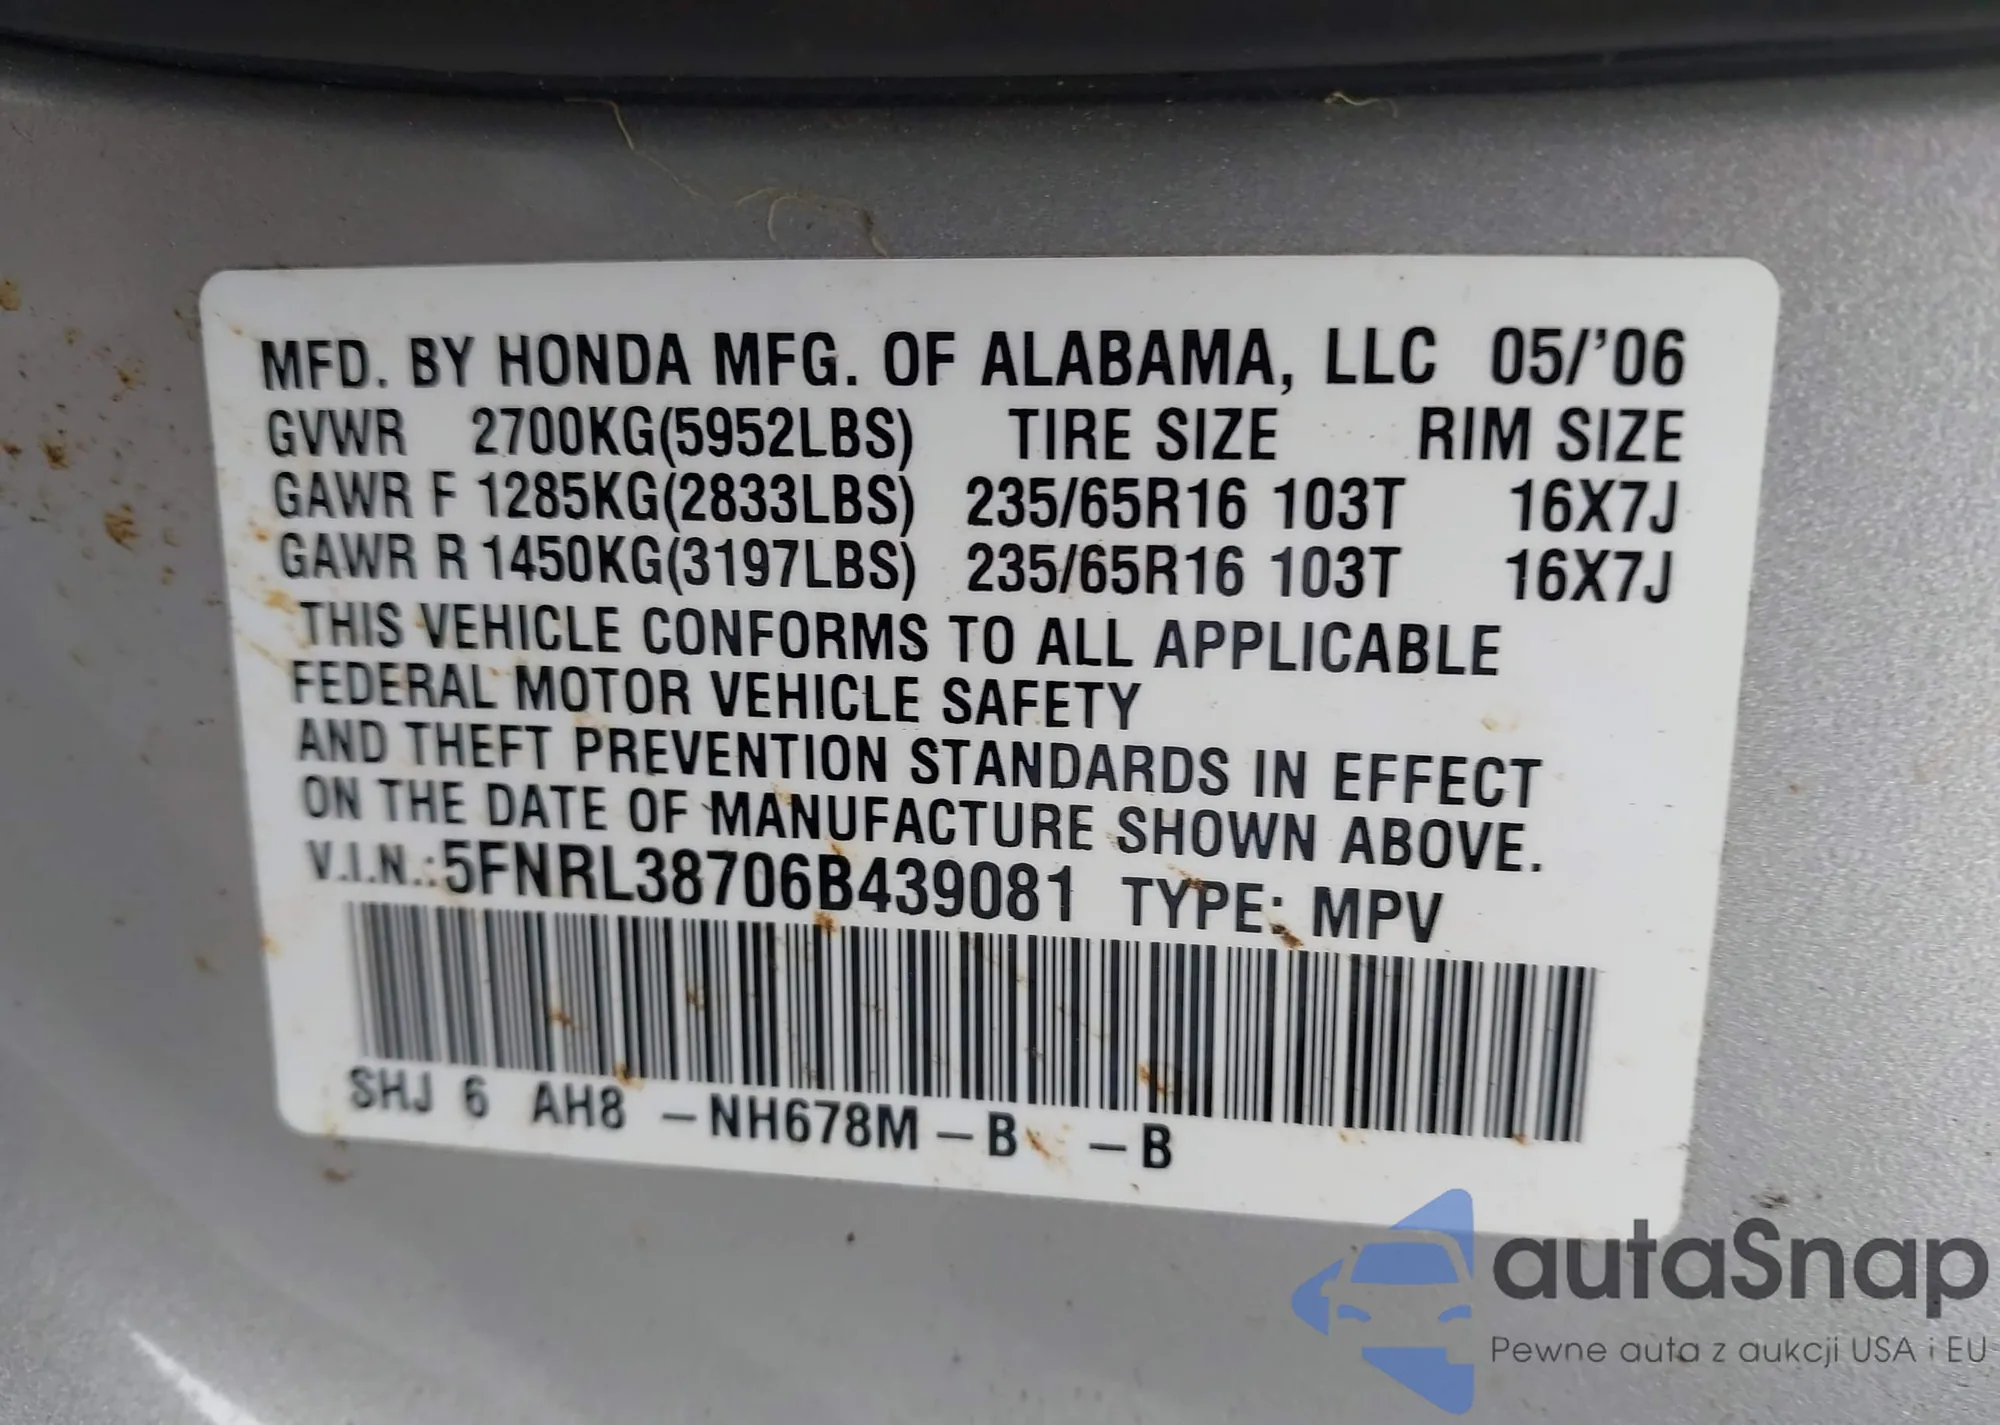 MFD. BY HONDA MFG. OF ALABAMA, LLC 05/'06
GVWR 2700KG(5952LBS) TIRE SIZE RIM SIZE
GAWR F 1285KG(2833LBS) 235/65R16 103T 16X7J
GAWR R 1450KG(3197LBS) 235/65R16 103T 16X7J
THIS VEHICLE CONFORMS TO ALL APPLICABLE
FEDERAL MOTOR VEHICLE SAFETY
AND THEFT PREVENTION STANDARDS IN EFFECT
ON THE DATE OF MANUFACTURE SHOWN ABOVE.
V.I.N.:5FNRL38706B439081 TYPE: MPV
SHJ 6 AH8 -NH678M-B -B
autaSnap
Pewne auta z aukcji USA i EU